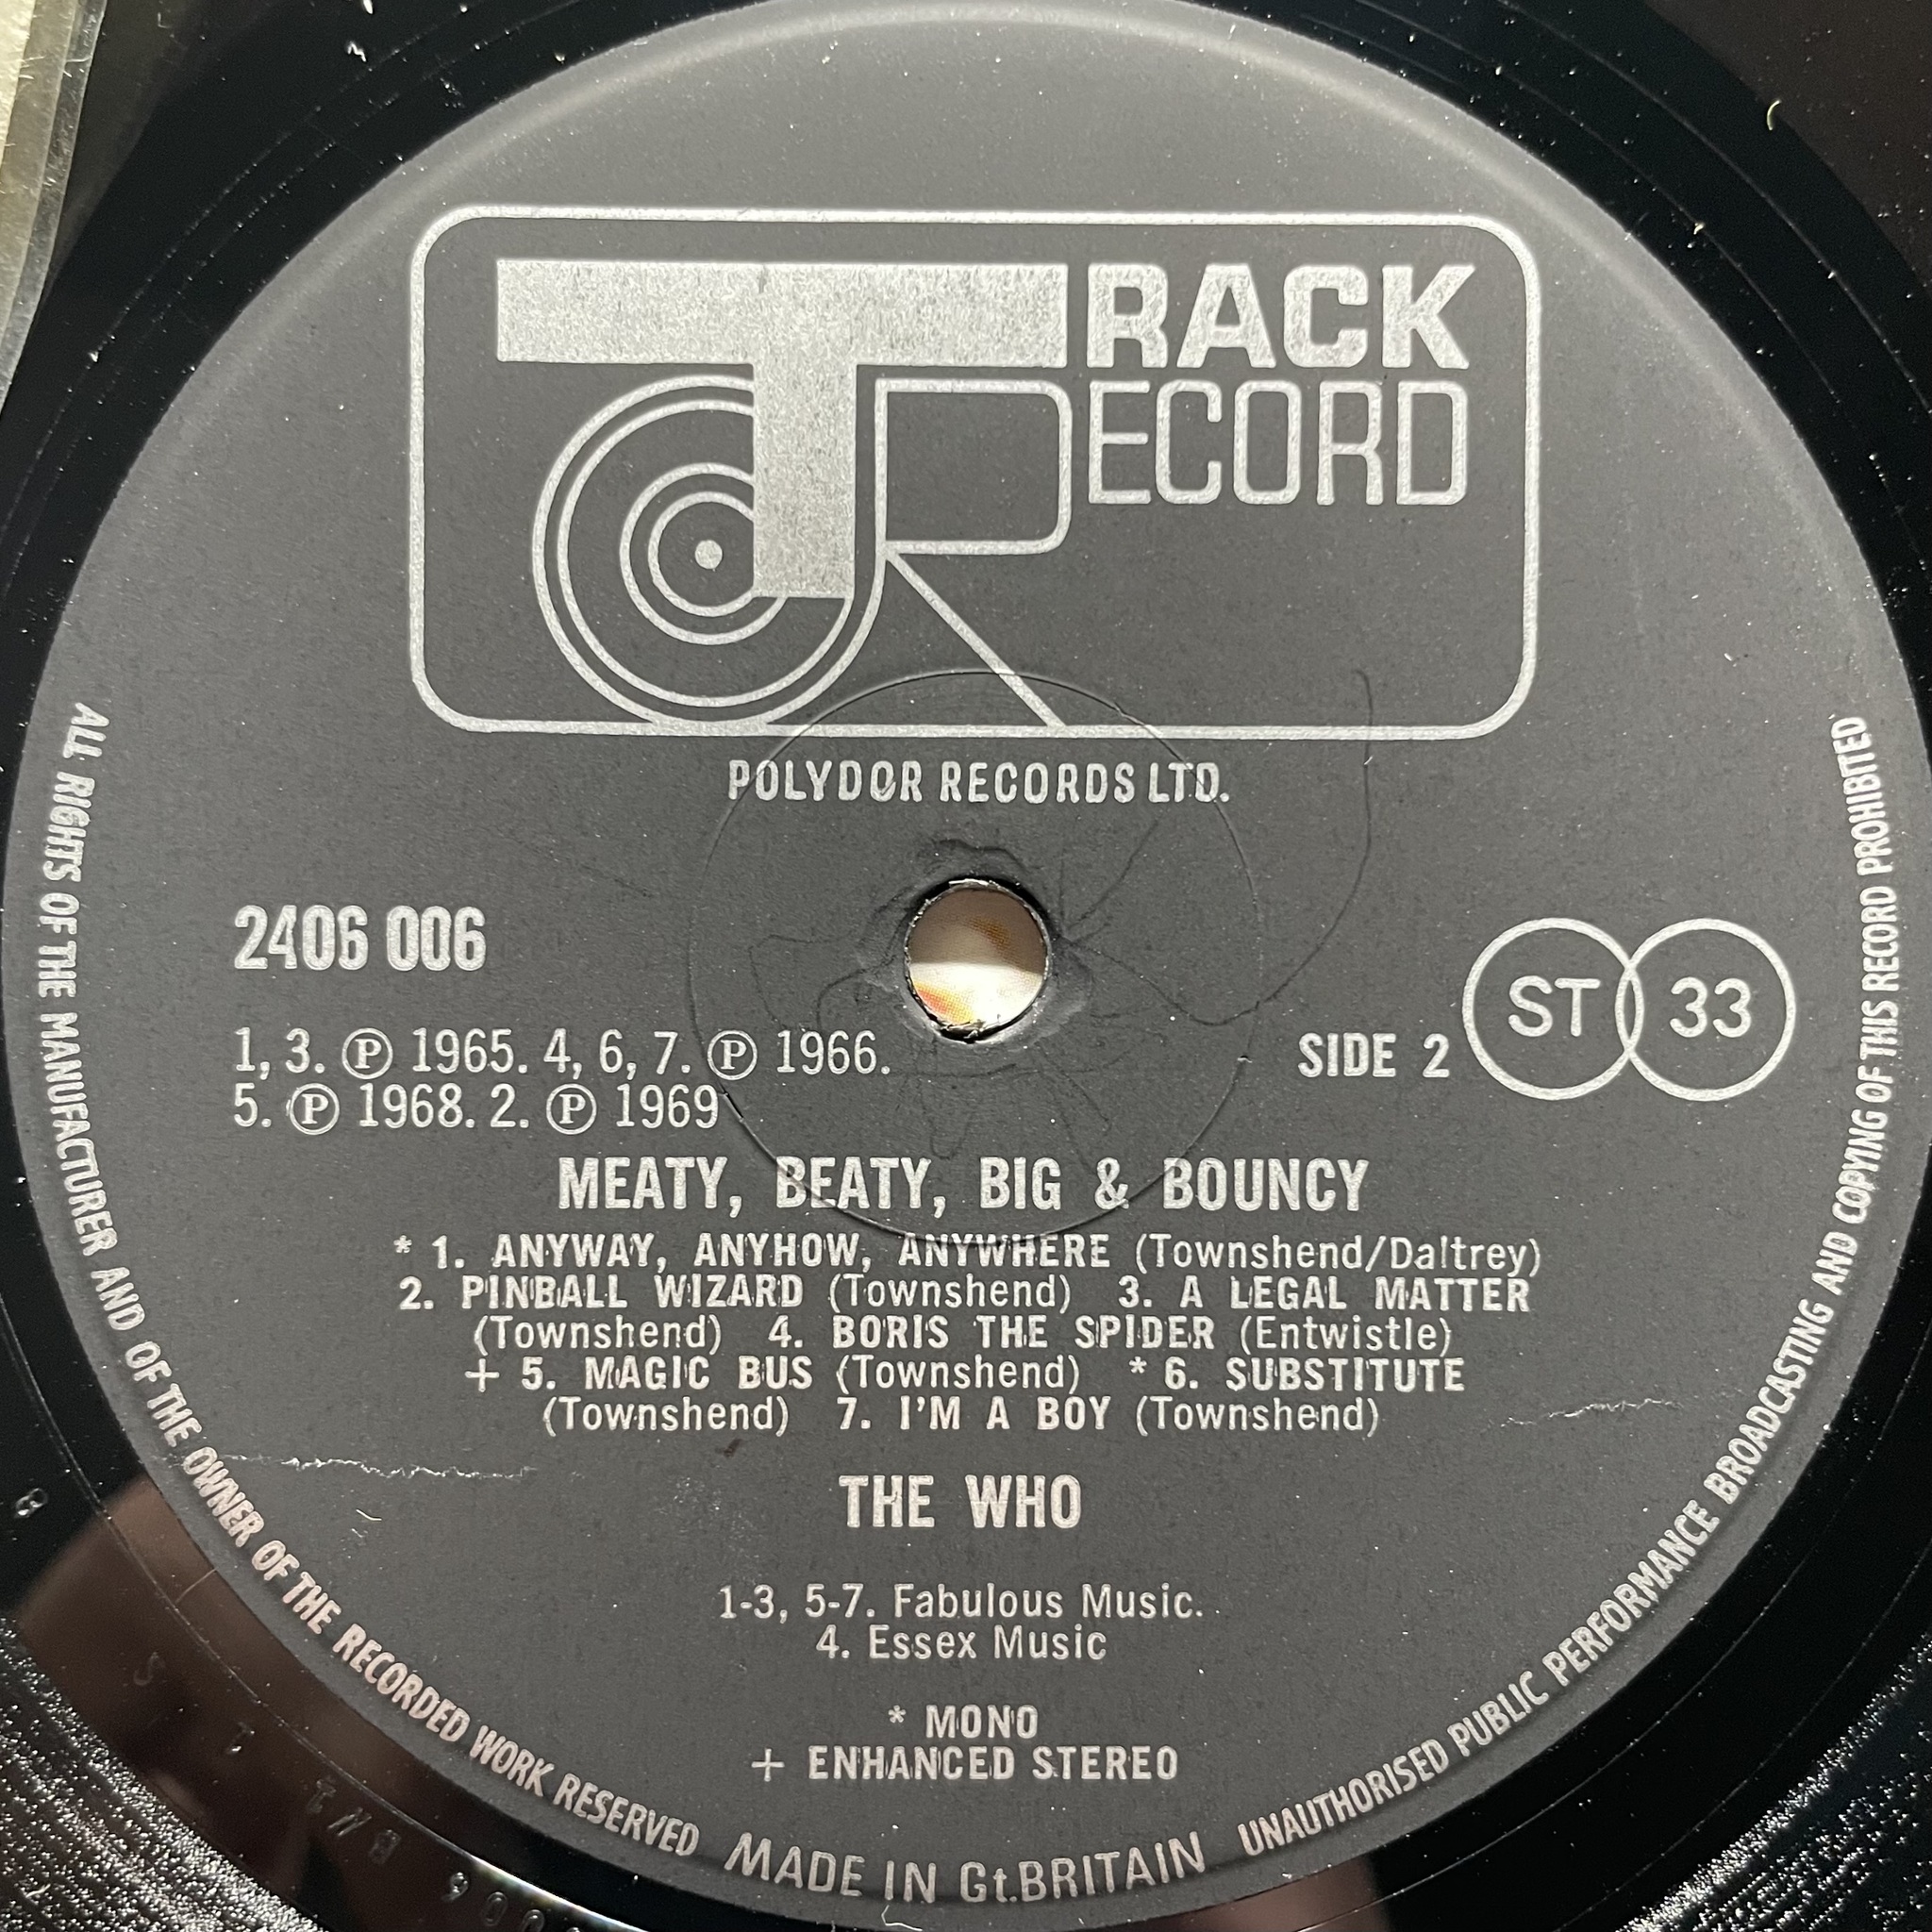 TRACK
RECORD
POLYDOR RECORDS LTD.
2406 006
1, 3. Ⓟ 1965. 4, 6, 7. Ⓟ 1966.
5. Ⓟ 1968. 2. Ⓟ 1969
SIDE 2
ST 33
MEATY, BEATY, BIG & BOUNCY
* 1. ANYWAY, ANYHOW, ANYWHERE (Townshend/Daltrey)
2. PINBALL WIZARD (Townshend) 3. A LEGAL MATTER
(Townshend) 4. BORIS THE SPIDER (Entwistle)
+ 5. MAGIC BUS (Townshend) * 6. SUBSTITUTE
(Townshend) 7. I'M A BOY (Townshend)
THE WHO
1-3, 5-7. Fabulous Music.
4. Essex Music
* MONO
+ ENHANCED STEREO
ALL RIGHTS OF THE MANUFACTURER AND OF THE OWNER OF THE RECORDED WORK RESERVED
MADE IN Gt.BRITAIN
UNAUTHORISED PUBLIC PERFORMANCE BROADCASTING AND COPYING OF THIS RECORD PROHIBITED